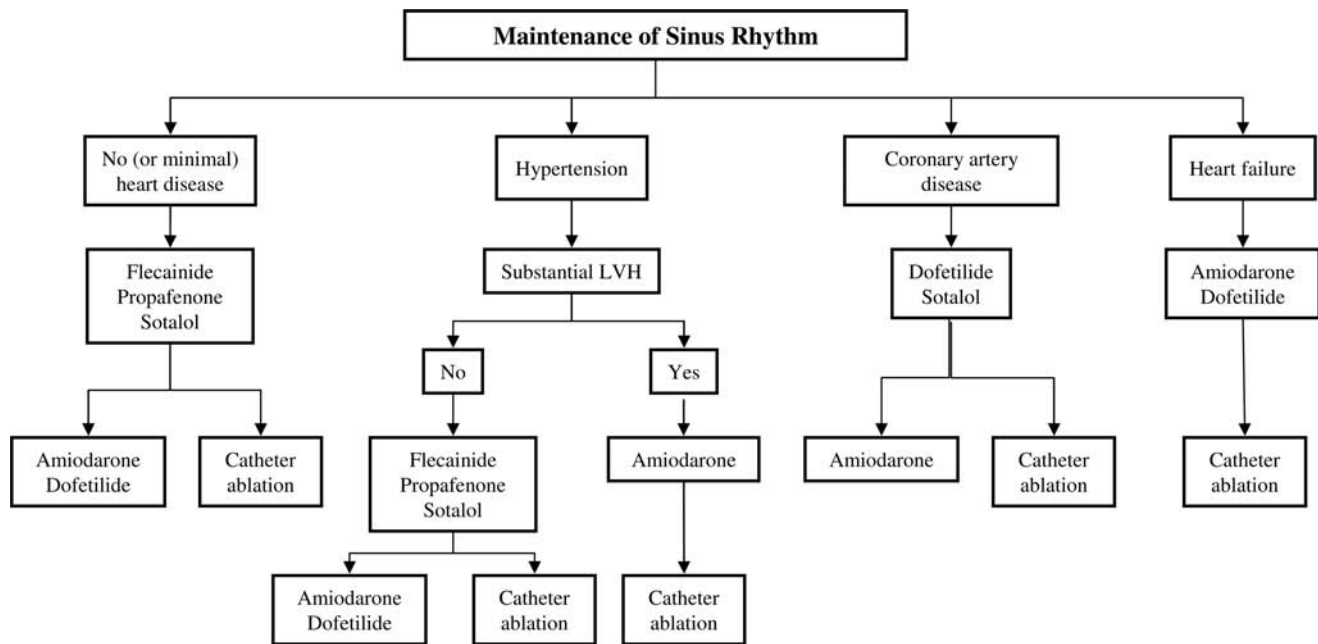 Maintenance of Sinus Rhythm
No (or minimal)
heart disease
Hypertension
Coronary artery
disease
Heart failure
Flecainide
Propafenone
Sotalol
Substantial LVH
Dofetilide
Sotalol
Amiodarone
Dofetilide
No
Yes
Amiodarone
Dofetilide
Catheter
ablation
Flecainide
Propafenone
Sotalol
Amiodarone
Amiodarone
Catheter
ablation
Catheter
ablation
Amiodarone
Dofetilide
Catheter
ablation
Catheter
ablation